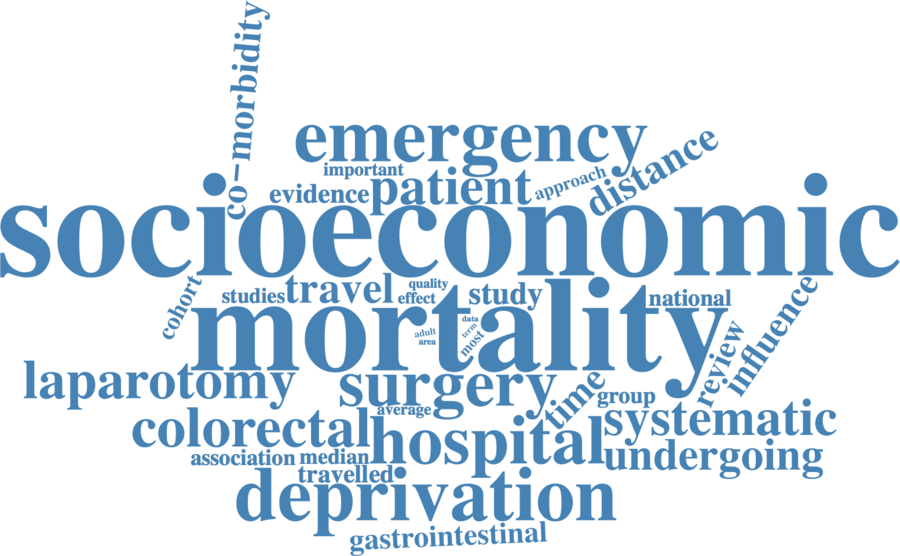 co-morbidity
emergency
important
distance
approach
evidence
patient
socioeconomic
cohort
studies
travel
quality
effect
study
national
influence
mortality
data
term
adult
area
most
review
laparotomy
surgery
time
group
average
colorectal
hospital
systematic
association
median
undergoing
travelled
deprivation
gastrointestinal